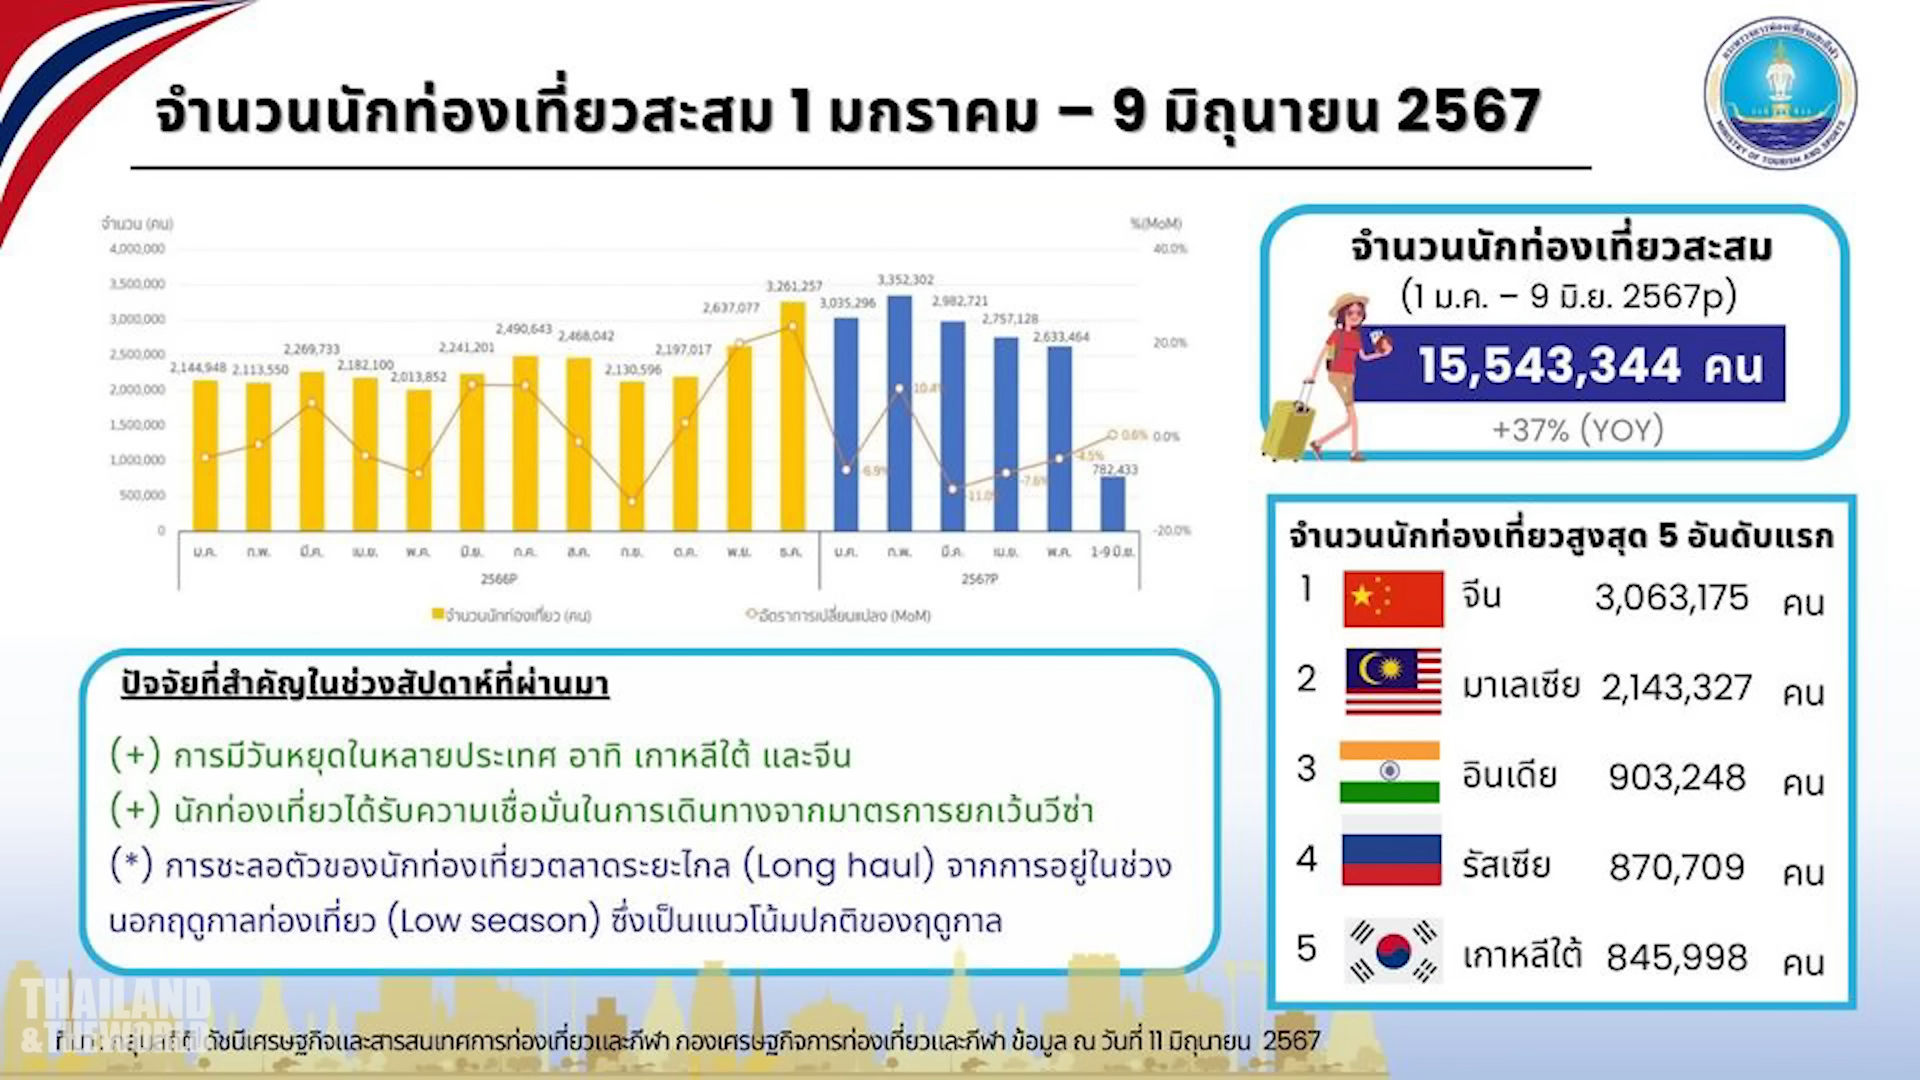 จำนวนนักท่องเที่ยวสะสม 1 มกราคม – 9 มิถุนายน 2567
MINISTRY OF TOURISM AND SPORTS
จำนวน (คน)
%(MoM)
4,000,000
3,500,000
3,000,000
2,500,000
2,000,000
1,500,000
1,000,000
500,000
0
40.0%
20.0%
0.0%
-20.0%
2,144,948
2,113,550
2,269,733
2,182,100
2,013,852
2,241,201
2,490,643
2,468,042
2,130,596
2,197,017
2,637,077
3,261,257
3,035,296
3,352,302
2,982,721
2,757,128
2,633,464
782,433
-6.9%
10.4%
-11.0%
-7.6%
-4.5%
0.6%
ม.ค. ก.พ. มี.ค. เม.ย. พ.ค. มิ.ย. ก.ค. ส.ค. ก.ย. ต.ค. พ.ย. ธ.ค. ม.ค. ก.พ. มี.ค. เม.ย. พ.ค. 1-9 มิ.ย.
2566P 2567P
จำนวนนักท่องเที่ยว (คน) อัตราการเปลี่ยนแปลง (MoM)
จำนวนนักท่องเที่ยวสะสม
(1 ม.ค. – 9 มิ.ย. 2567p)
15,543,344 คน
+37% (YOY)
จำนวนนักท่องเที่ยวสูงสุด 5 อันดับแรก
1 จีน 3,063,175 คน
2 มาเลเซีย 2,143,327 คน
3 อินเดีย 903,248 คน
4 รัสเซีย 870,709 คน
5 เกาหลีใต้ 845,998 คน
ปัจจัยที่สำคัญในช่วงสัปดาห์ที่ผ่านมา
(+) การมีวันหยุดในหลายประเทศ อาทิ เกาหลีใต้ และจีน
(+) นักท่องเที่ยวได้รับความเชื่อมั่นในการเดินทางจากมาตรการยกเว้นวีซ่า
(*) การชะลอตัวของนักท่องเที่ยวตลาดระยะไกล (Long haul) จากการอยู่ในช่วง
นอกฤดูกาลท่องเที่ยว (Low season) ซึ่งเป็นแนวโน้มปกติของฤดูกาล
THAILAND
&THEWORLD
ดัชนีเศรษฐกิจและสารสนเทศการท่องเที่ยวและกีฬา กองเศรษฐกิจการท่องเที่ยวและกีฬา ข้อมูล ณ วันที่ 11 มิถุนายน 2567